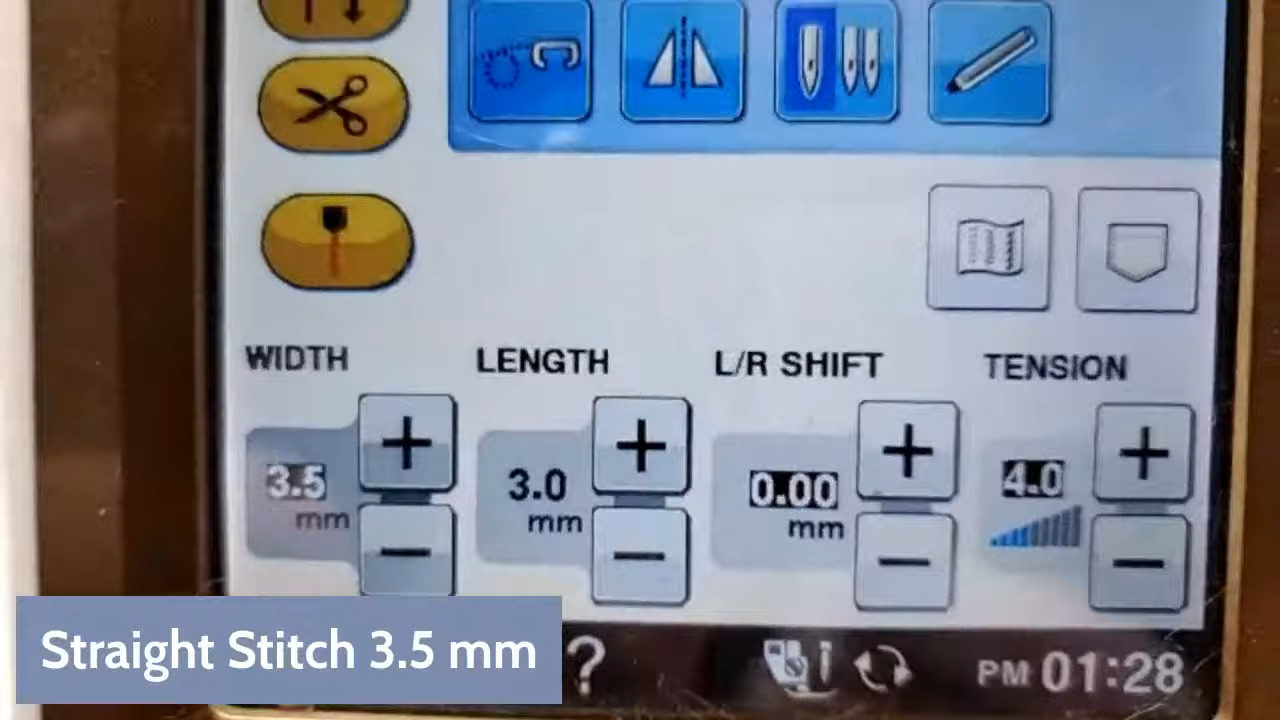 WIDTH LENGTH L/R SHIFT TENSION
3.5 3.0 0.00 4.0
mm mm mm
Straight Stitch 3.5 mm
? PM 01:28